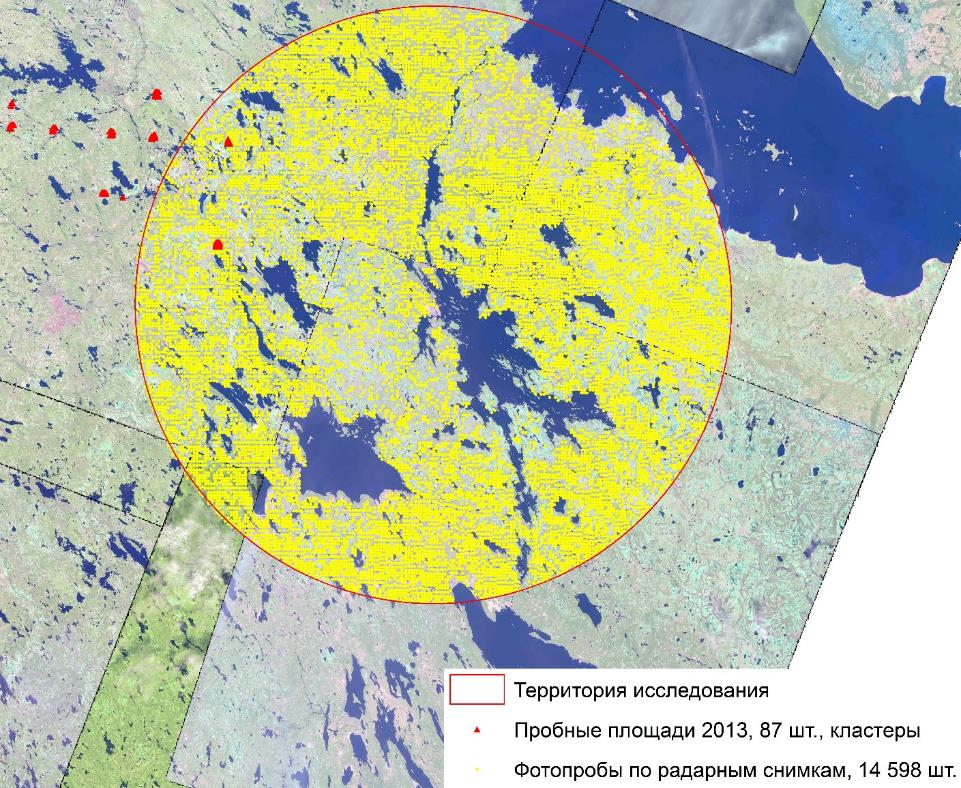 Территория исследования
Пробные площади 2013, 87 шт., кластеры
Фотопробы по радарным снимкам, 14 598 шт.